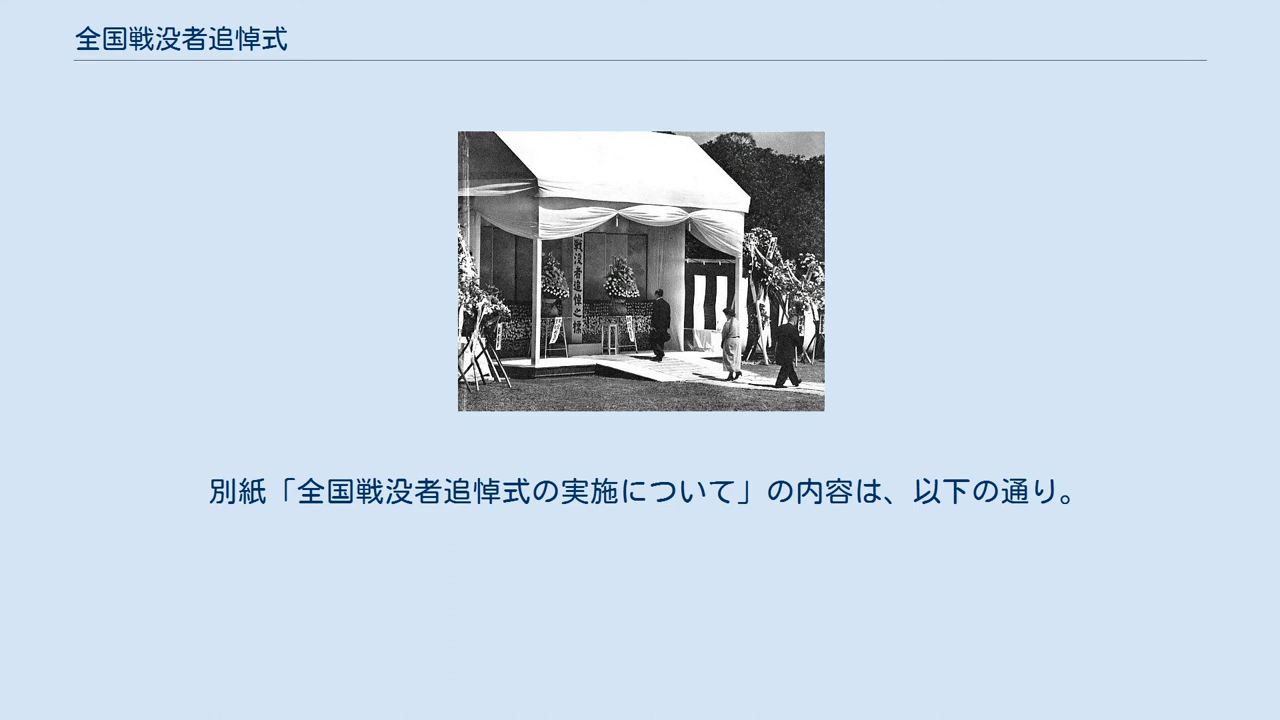 全国戦没者追悼式
戦没者追悼之標
別紙「全国戦没者追悼式の実施について」の内容は、以下の通り。